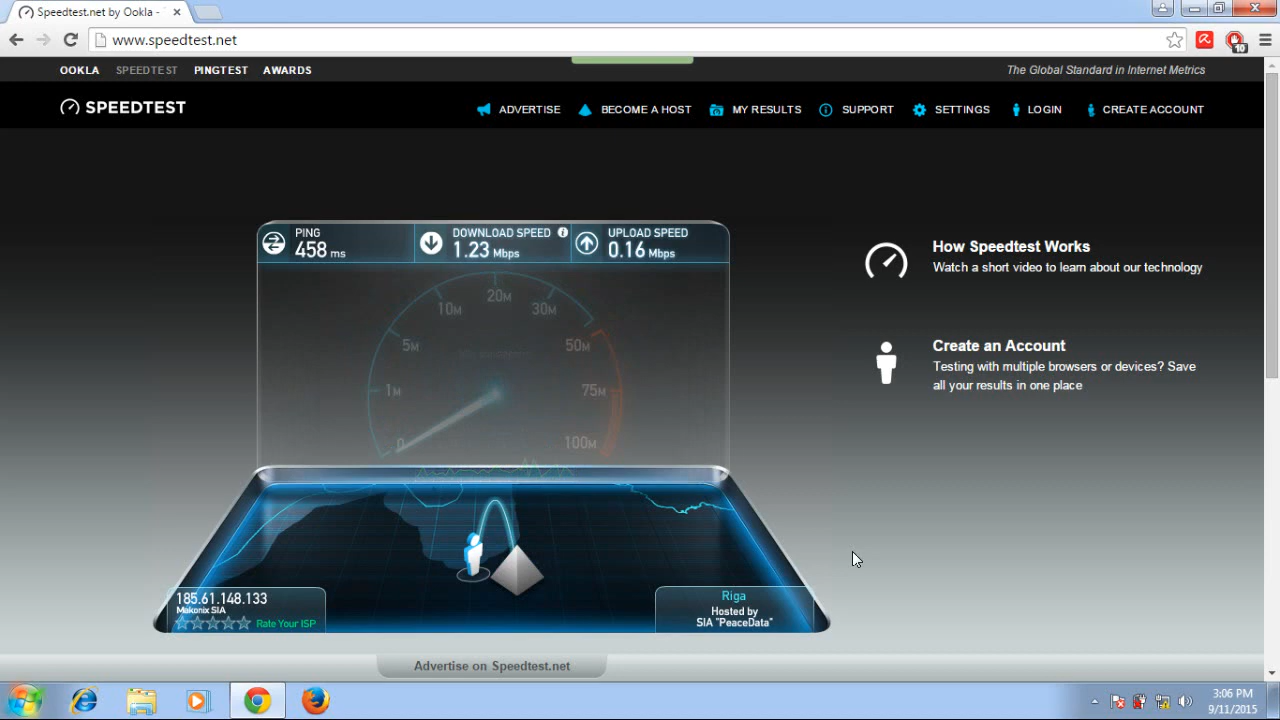 Speedtest.net by Ookla -
www.speedtest.net
10
OOKLA SPEEDTEST PINGTEST AWARDS
The Global Standard in Internet Metrics
SPEEDTEST
ADVERTISE BECOME A HOST MY RESULTS SUPPORT SETTINGS LOGIN CREATE ACCOUNT
PING
458 ms
DOWNLOAD SPEED
1.23 Mbps
UPLOAD SPEED
0.16 Mbps
0
1M
5M
10M
20M
30M
50M
75M
100M
How Speedtest Works
Watch a short video to learn about our technology
Create an Account
Testing with multiple browsers or devices? Save
all your results in one place
185.61.148.133
Makonix SIA
Rate Your ISP
Riga
Hosted by
SIA "PeaceData"
Advertise on Speedtest.net
3:06 PM
9/11/2015